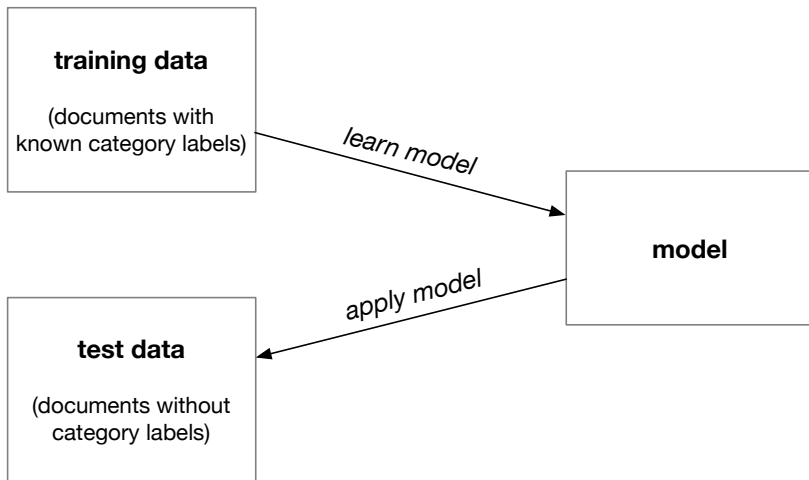 training data
(documents with
known category labels)
learn model
model
apply model
test data
(documents without
category labels)